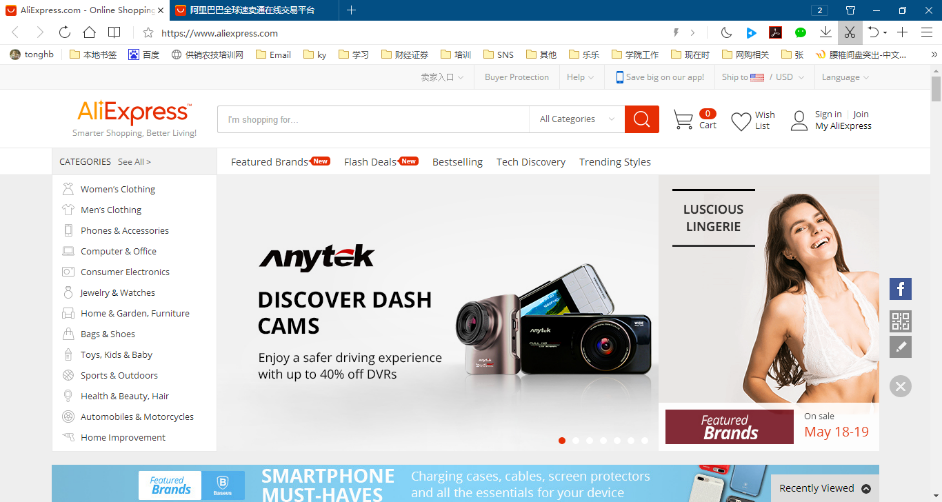 AliExpress.com - Online Shopping
阿里巴巴全球速卖通在线交易平台
2
https://www.aliexpress.com
tonghb
本地书签
百度
供销农技培训网
Email
ky
学习
财经证券
培训
SNS
其他
乐乐
学院工作
现在时
网购相关
张
腰椎间盘突出-中文...
卖家入口
Buyer Protection
Help
Save big on our app!
Ship to / USD
Language
AliExpress™
Smarter Shopping, Better Living!
I'm shopping for...
All Categories
0
Cart
Wish
List
Sign in Join
My AliExpress
CATEGORIES See All >
Featured Brands New
Flash Deals New
Bestselling
Tech Discovery
Trending Styles
Women's Clothing
Men's Clothing
Phones & Accessories
Computer & Office
Consumer Electronics
Jewelry & Watches
Home & Garden, Furniture
Bags & Shoes
Toys, Kids & Baby
Sports & Outdoors
Health & Beauty, Hair
Automobiles & Motorcycles
Home Improvement
Anytek
DISCOVER DASH
CAMS
Enjoy a safer driving experience
with up to 40% off DVRs
Anytek
LUSCIOUS
LINGERIE
Featured
Brands
On sale
May 18-19
Featured
Brands
Baseus
SMARTPHONE
MUST-HAVES
Charging cases, cables, screen protectors
and all the essentials for your device
Recently Viewed